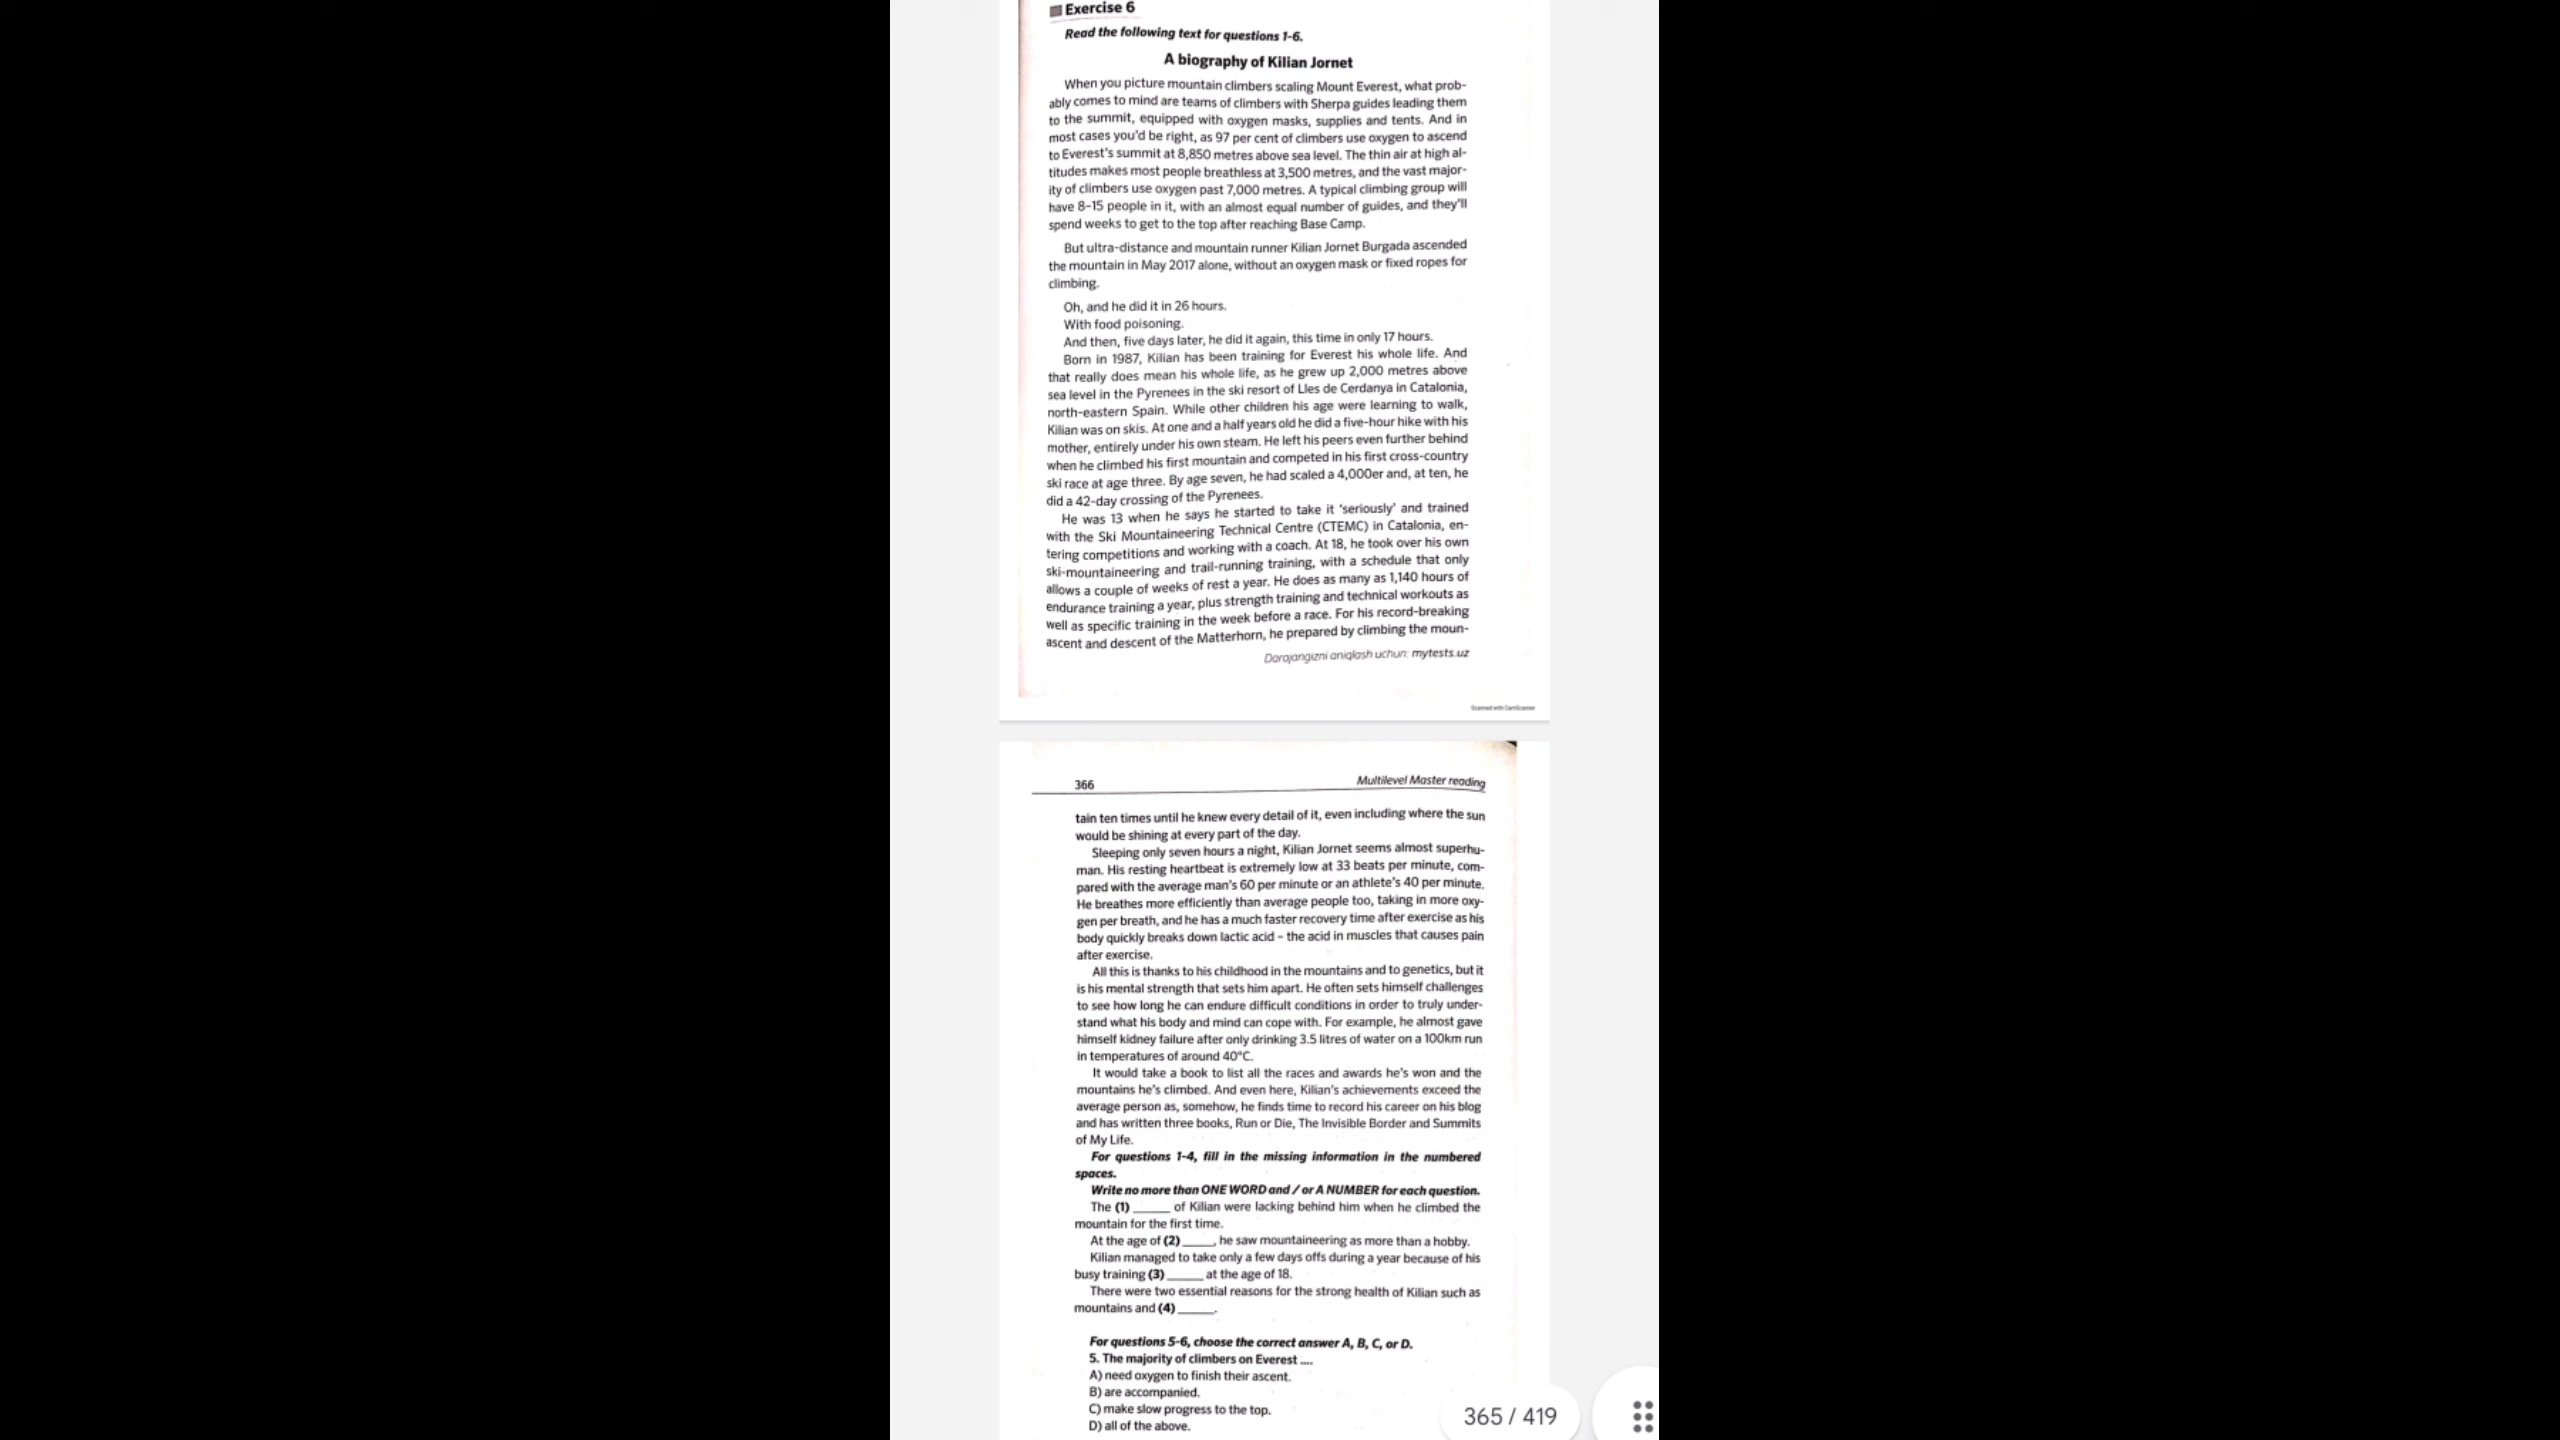 Exercise 6
Read the following text for questions 1-6.
A biography of Kilian Jornet
When you picture mountain climbers scaling Mount Everest, what prob-
ably comes to mind are teams of climbers with Sherpa guides leading them
to the summit, equipped with oxygen masks, supplies and tents. And in
most cases you'd be right, as 97 per cent of climbers use oxygen to ascend
to Everest's summit at 8,850 metres above sea level. The thin air at high al-
titudes makes most people breathless at 3,500 metres, and the vast major-
ity of climbers use oxygen past 7,000 metres. A typical climbing group will
have 8–15 people in it, with an almost equal number of guides, and they'll
spend weeks to get to the top after reaching Base Camp.
But ultra-distance and mountain runner Kilian Jornet Burgada ascended
the mountain in May 2017 alone, without an oxygen mask or fixed ropes for
climbing.
Oh, and he did it in 26 hours.
With food poisoning.
And then, five days later, he did it again, this time in only 17 hours.
Born in 1987, Kilian has been training for Everest his whole life. And
that really does mean his whole life, as he grew up 2,000 metres above
sea level in the Pyrenees in the ski resort of Lles de Cerdanya in Catalonia,
north-eastern Spain. While other children his age were learning to walk,
Kilian was on skis. At one and a half years old he did a five-hour hike with his
mother, entirely under his own steam. He left his peers even further behind
when he climbed his first mountain and competed in his first cross-country
ski race at age three. By age seven, he had scaled a 4,000er and, at ten, he
did a 42-day crossing of the Pyrenees.
He was 13 when he says he started to take it ‘seriously’ and trained
with the Ski Mountaineering Technical Centre (CTEMC) in Catalonia, en-
tering competitions and working with a coach. At 18, he took over his own
ski-mountaineering and trail-running training, with a schedule that only
allows a couple of weeks of rest a year. He does as many as 1,140 hours of
endurance training a year, plus strength training and technical workouts as
well as specific training in the week before a race. For his record-breaking
ascent and descent of the Matterhorn, he prepared by climbing the moun-
Darajangizni aniqlash uchun: mytests.uz
Scanned with CamScanner
366 Multilevel Master reading
tain ten times until he knew every detail of it, even including where the sun
would be shining at every part of the day.
Sleeping only seven hours a night, Kilian Jornet seems almost superhu-
man. His resting heartbeat is extremely low at 33 beats per minute, com-
pared with the average man's 60 per minute or an athlete's 40 per minute.
He breathes more efficiently than average people too, taking in more oxy-
gen per breath, and he has a much faster recovery time after exercise as his
body quickly breaks down lactic acid – the acid in muscles that causes pain
after exercise.
All this is thanks to his childhood in the mountains and to genetics, but it
is his mental strength that sets him apart. He often sets himself challenges
to see how long he can endure difficult conditions in order to truly under-
stand what his body and mind can cope with. For example, he almost gave
himself kidney failure after only drinking 3.5 litres of water on a 100km run
in temperatures of around 40°C.
It would take a book to list all the races and awards he's won and the
mountains he's climbed. And even here, Kilian's achievements exceed the
average person as, somehow, he finds time to record his career on his blog
and has written three books, Run or Die, The Invisible Border and Summits
of My Life.
For questions 1-4, fill in the missing information in the numbered
spaces.
Write no more than ONE WORD and / or A NUMBER for each question.
The (1) _____ of Kilian were lacking behind him when he climbed the
mountain for the first time.
At the age of (2) _____, he saw mountaineering as more than a hobby.
Kilian managed to take only a few days offs during a year because of his
busy training (3) _____ at the age of 18.
There were two essential reasons for the strong health of Kilian such as
mountains and (4) _____.
For questions 5-6, choose the correct answer A, B, C, or D.
5. The majority of climbers on Everest ....
A) need oxygen to finish their ascent.
B) are accompanied.
C) make slow progress to the top.
D) all of the above.
365 / 419